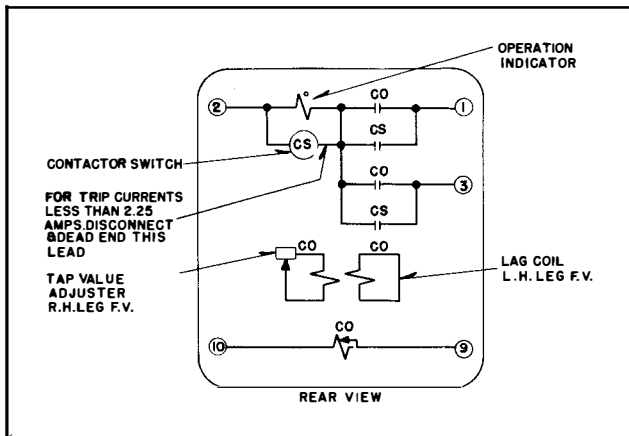 OPERATION
INDICATOR
CO
2
1
CS
CS
CONTACTOR SWITCH
CO
3
FOR TRIP CURRENTS
LESS THAN 2.25
AMPS.DISCONNECT
&DEAD END THIS
LEAD
CS
CO
CO
TAP VALUE
ADJUSTER
R.H.LEG F.V.
LAG COIL
L.H. LEG F.V.
CO
10
9
REAR VIEW